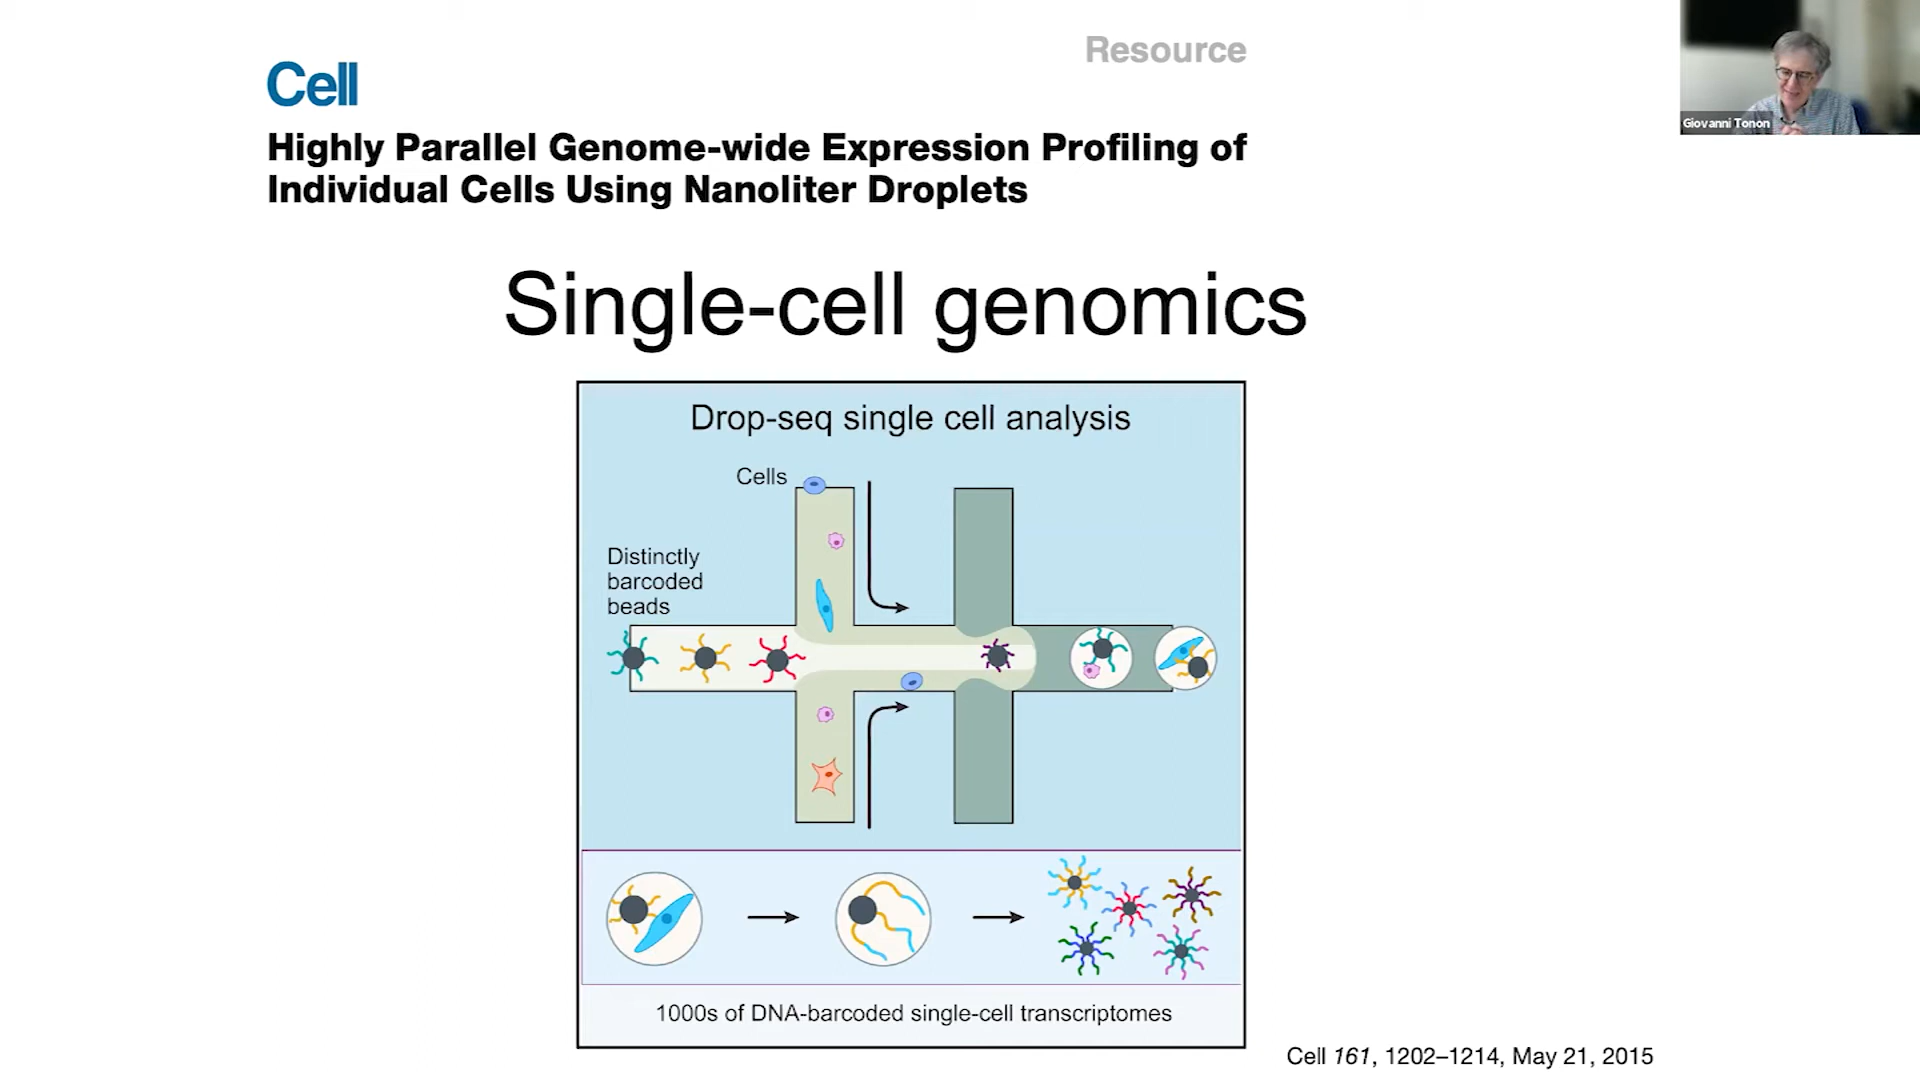 Resource
Cell
Giovanni Tonon
Highly Parallel Genome-wide Expression Profiling of
Individual Cells Using Nanoliter Droplets
Single-cell genomics
Drop-seq single cell analysis
Cells
Distinctly
barcoded
beads
1000s of DNA-barcoded single-cell transcriptomes
Cell 161, 1202–1214, May 21, 2015